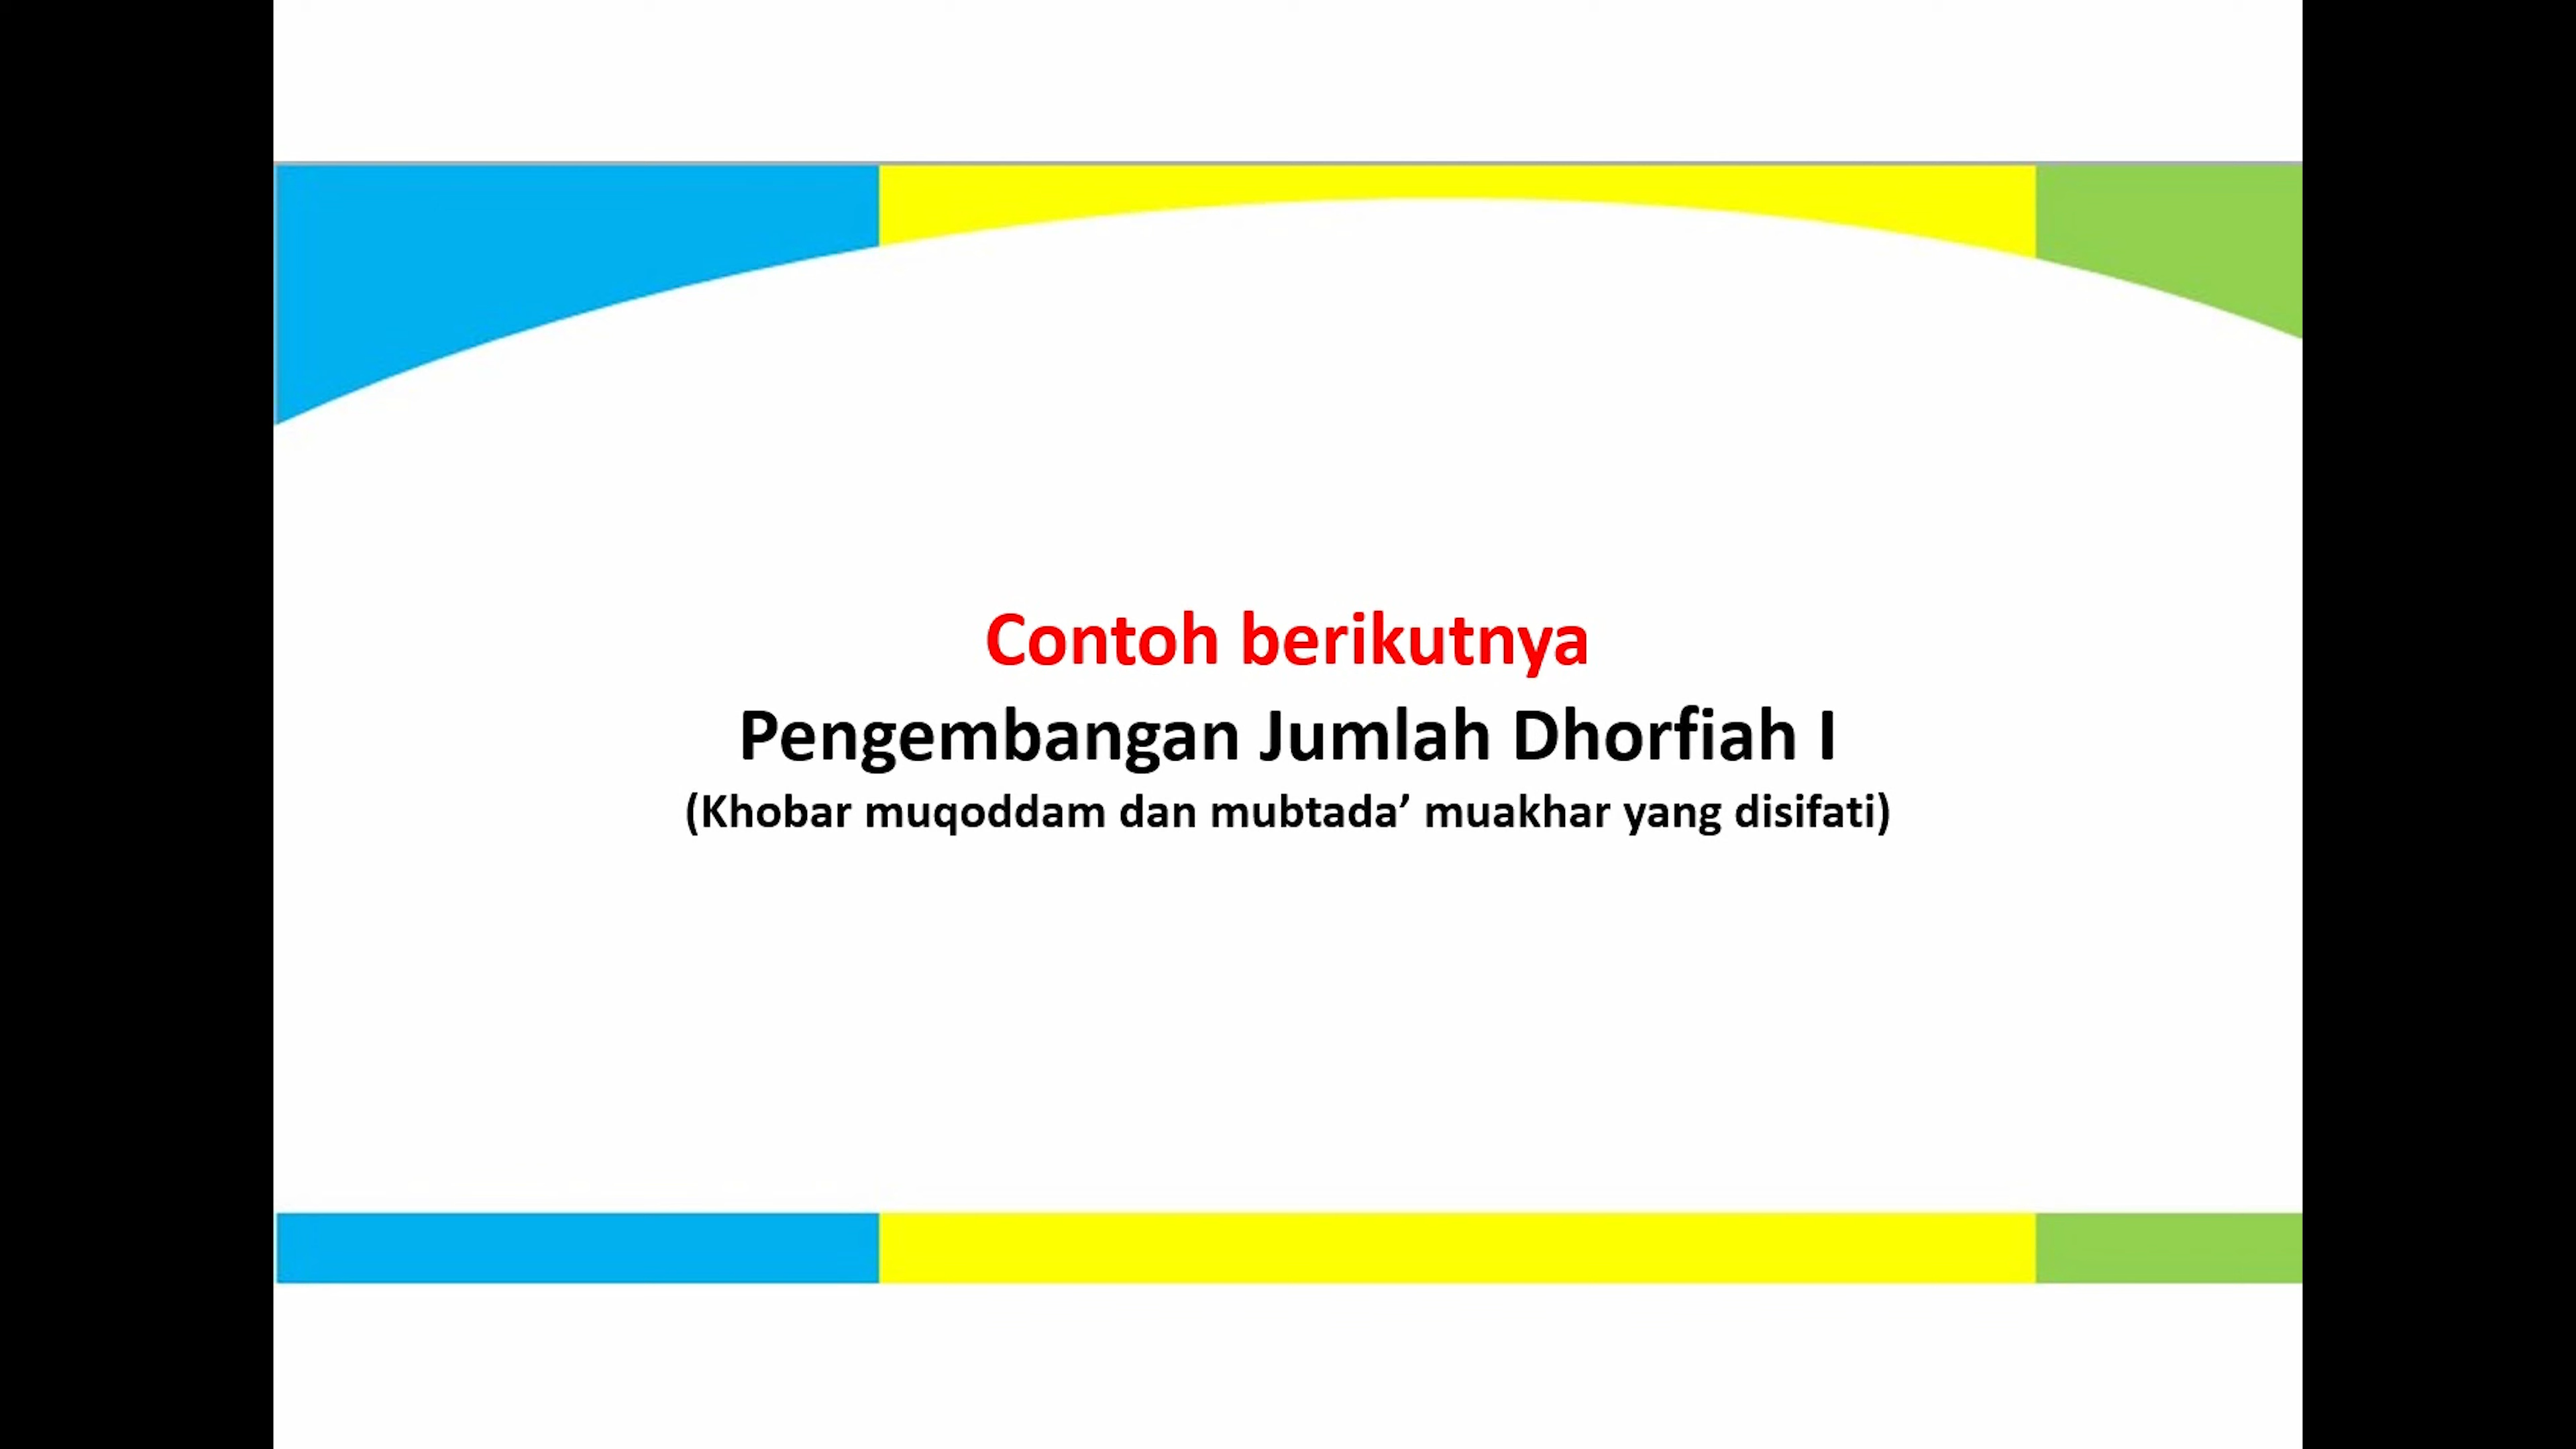 Contoh berikutnya
Pengembangan Jumlah Dhorfiah I
(Khobar muqoddam dan mubtada’ muakhar yang disifati)